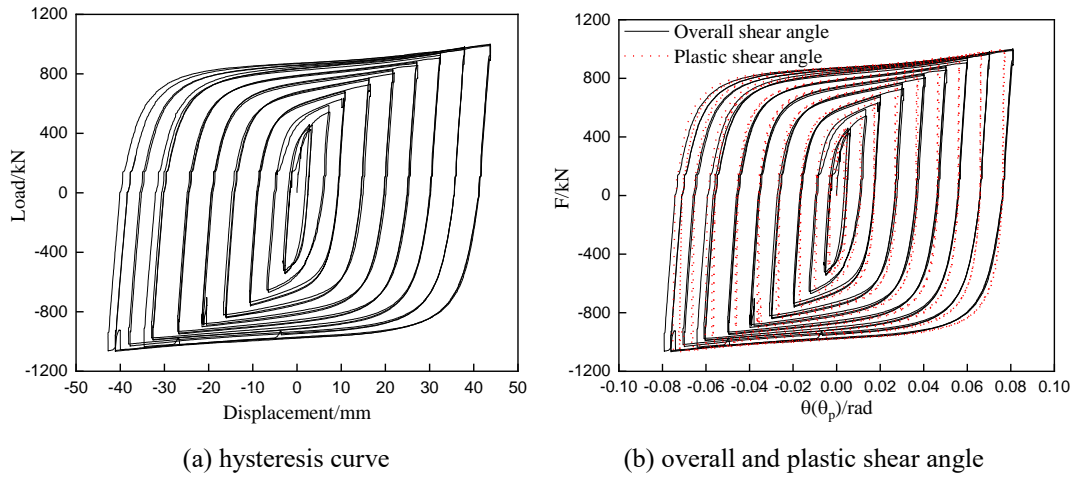 1200
800
400
0
-400
-800
-1200
Load/kN
-50 -40 -30 -20 -10 0 10 20 30 40 50
Displacement/mm
(a) hysteresis curve
Overall shear angle
Plastic shear angle
1200
800
400
0
-400
-800
-1200
F/kN
-0.10 -0.08 -0.06 -0.04 -0.02 0.00 0.02 0.04 0.06 0.08 0.10
θ(θp)/rad
(b) overall and plastic shear angle